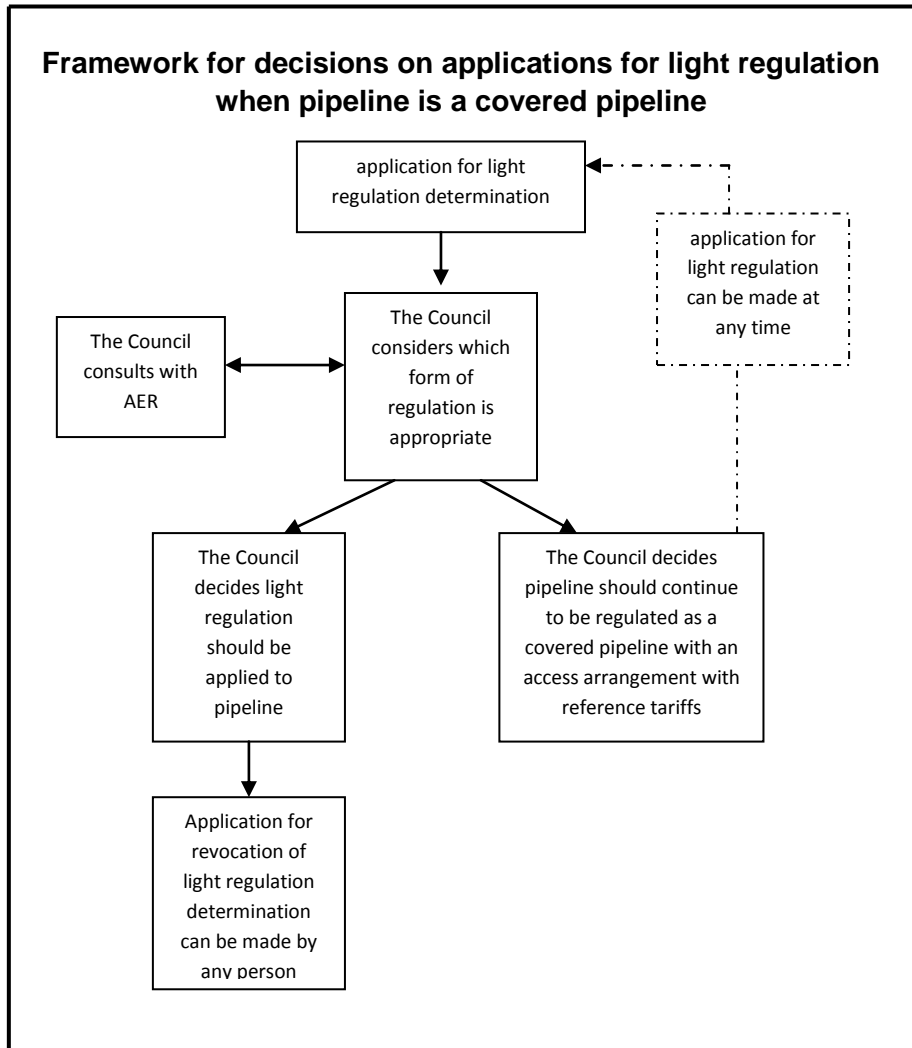 Framework for decisions on applications for light regulation
when pipeline is a covered pipeline
application for light
regulation determination
application for
light regulation
can be made at
any time
The Council
considers which
form of
regulation is
appropriate
The Council
consults with
AER
The Council
decides light
regulation
should be
applied to
pipeline
The Council decides
pipeline should continue
to be regulated as a
covered pipeline with an
access arrangement with
reference tariffs
Application for
revocation of
light regulation
determination
can be made by
any person